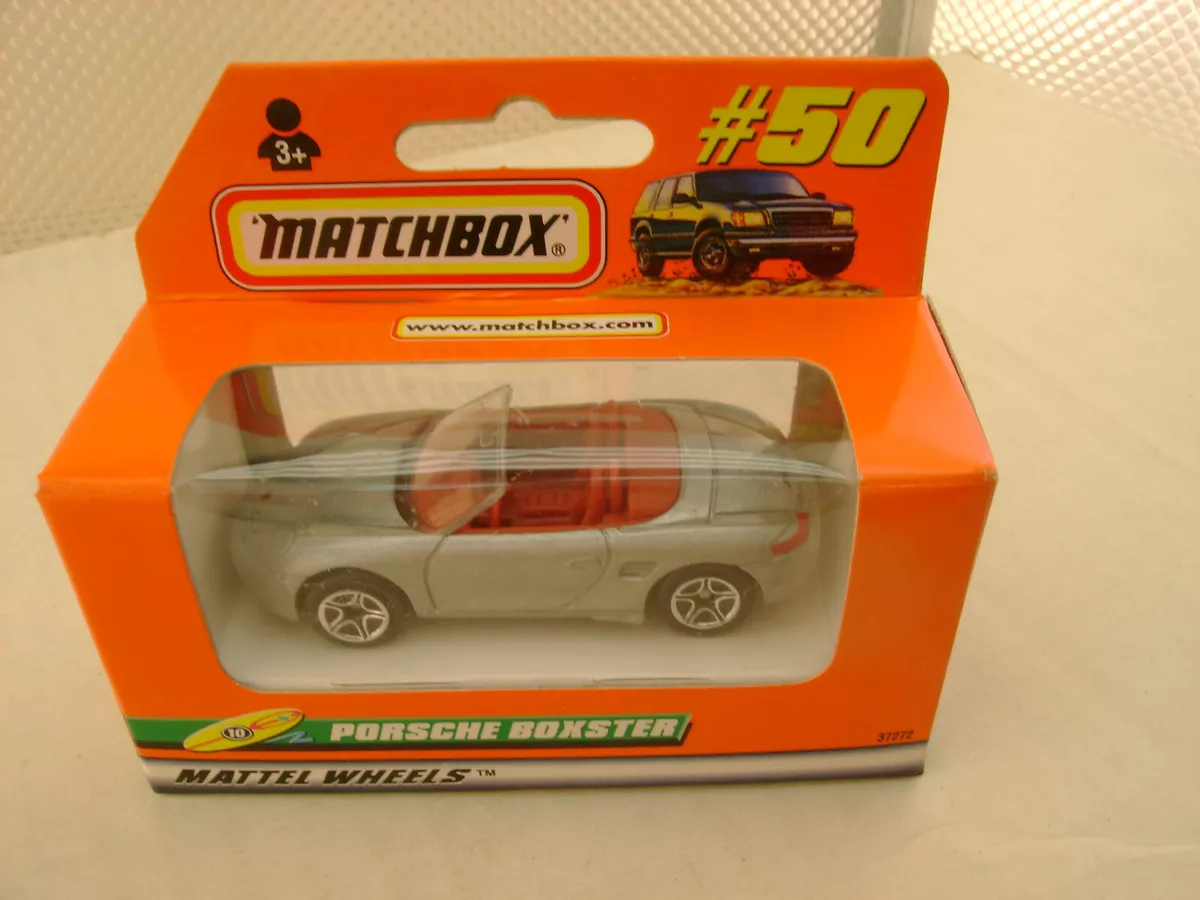 #50
3+
'MATCHBOX'®
www.matchbox.com
10 PORSCHE BOXSTER
37272
MATTEL WHEELS™